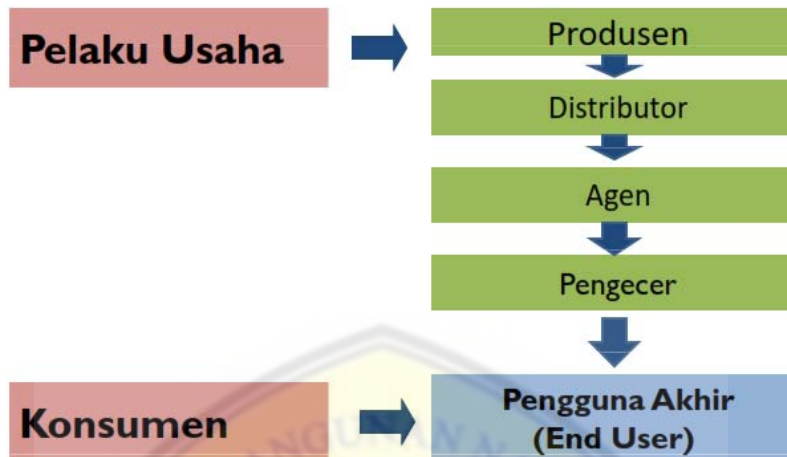 Pelaku Usaha
Produsen
Distributor
Agen
Pengecer
Konsumen
Pengguna Akhir
(End User)